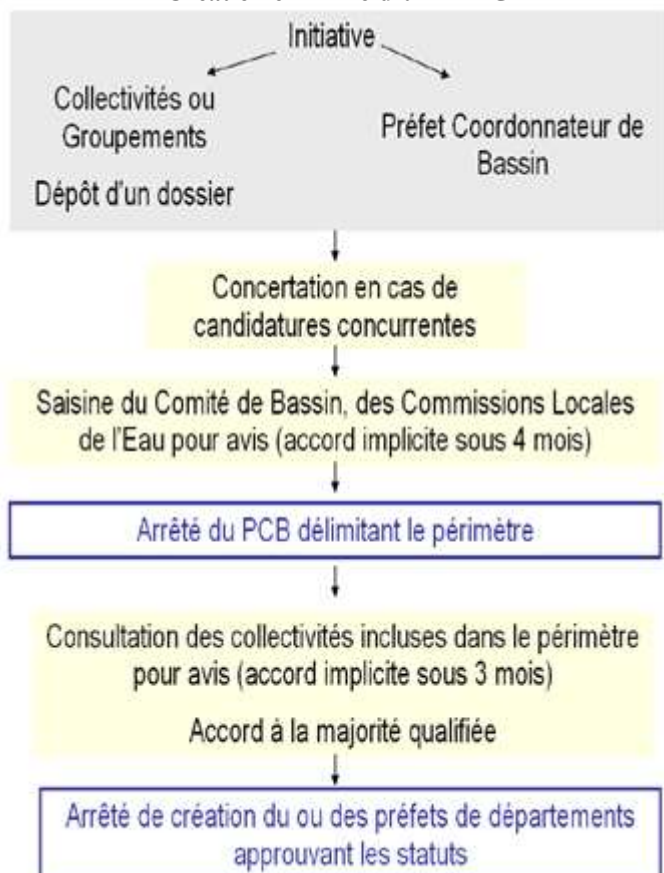 Initiative
Collectivités ou
Groupements
Dépôt d'un dossier
Préfet Coordonnateur de
Bassin
Concertation en cas de
candidatures concurrentes
Saisine du Comité de Bassin, des Commissions Locales
de l'Eau pour avis (accord implicite sous 4 mois)
Arrêté du PCB délimitant le périmètre
Consultation des collectivités incluses dans le périmètre
pour avis (accord implicite sous 3 mois)
Accord à la majorité qualifiée
Arrêté de création du ou des préfets de départements
approuvant les statuts